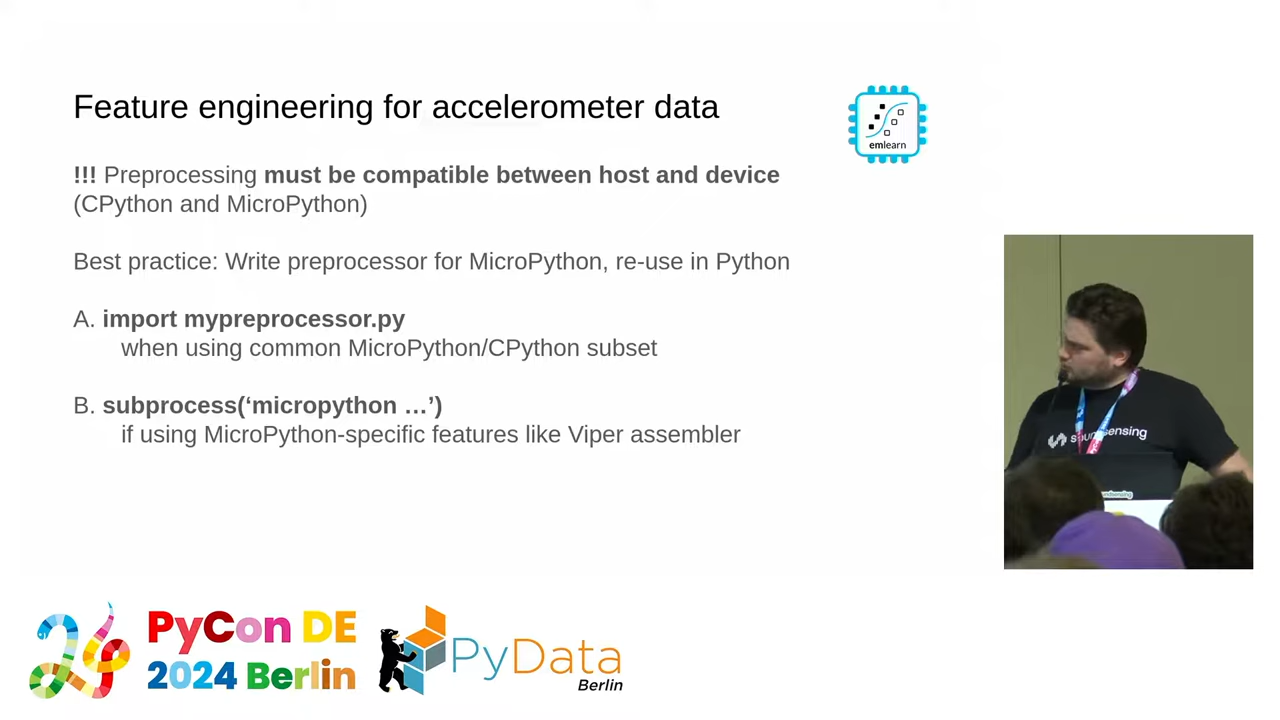 Feature engineering for accelerometer data
emlearn
!!! Preprocessing must be compatible between host and device
(CPython and MicroPython)
Best practice: Write preprocessor for MicroPython, re-use in Python
A. import mypreprocessor.py
when using common MicroPython/CPython subset
B. subprocess(‘micropython …’)
if using MicroPython-specific features like Viper assembler
soundsensing
PyCon DE
2024 Berlin
PyData
Berlin